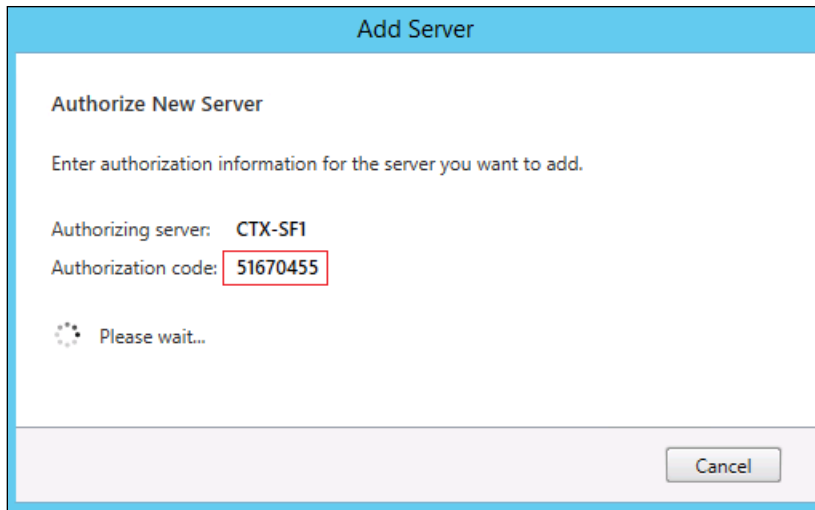 Add Server
Authorize New Server
Enter authorization information for the server you want to add.
Authorizing server: CTX-SF1
Authorization code: 51670455
Please wait...
Cancel